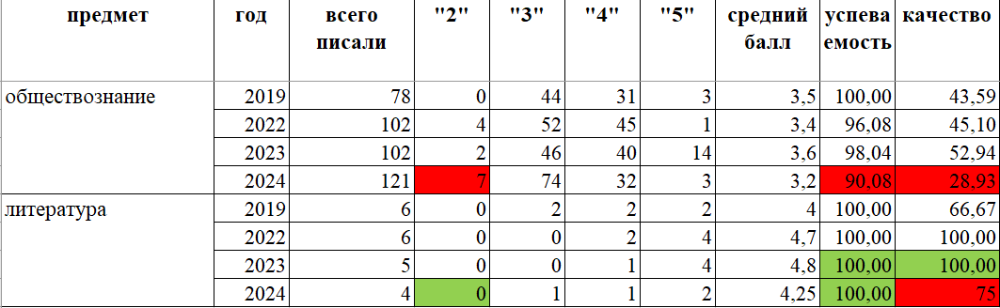 предмет год всего писали "2" "3" "4" "5" средний балл успева емость качество
обществознание 2019 78 0 44 31 3 3,5 100,00 43,59
2022 102 4 52 45 1 3,4 96,08 45,10
2023 102 2 46 40 14 3,6 98,04 52,94
2024 121 7 74 32 3 3,2 90,08 28,93
литература 2019 6 0 2 2 2 4 100,00 66,67
2022 6 0 0 2 4 4,7 100,00 100,00
2023 5 0 0 1 4 4,8 100,00 100,00
2024 4 0 1 1 2 4,25 100,00 75